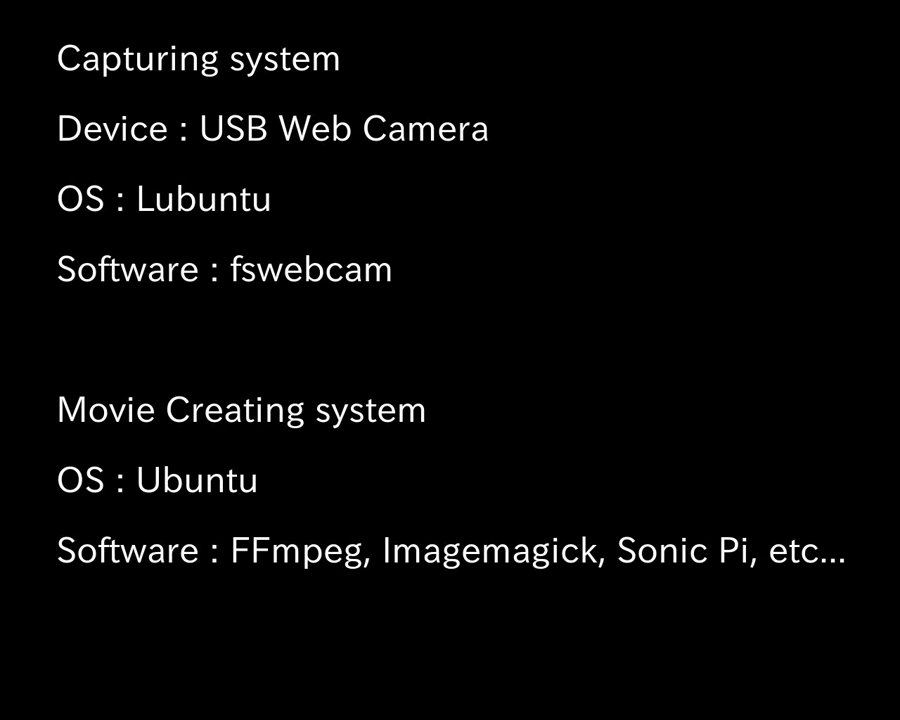 Capturing system
Device : USB Web Camera
OS : Lubuntu
Software : fswebcam
Movie Creating system
OS : Ubuntu
Software : FFmpeg, Imagemagick, Sonic Pi, etc...